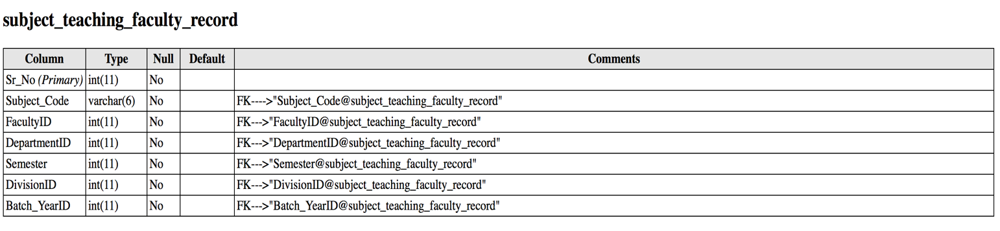 subject_teaching_faculty_record
Column Type Null Default Comments
Sr_No (Primary) int(11) No
Subject_Code varchar(6) No FK---->"Subject_Code@subject_teaching_faculty_record"
FacultyID int(11) No FK--->"FacultyID@subject_teaching_faculty_record"
DepartmentID int(11) No FK--->"DepartmentID@subject_teaching_faculty_record"
Semester int(11) No FK--->"Semester@subject_teaching_faculty_record"
DivisionID int(11) No FK--->"DivisionID@subject_teaching_faculty_record"
Batch_YearID int(11) No FK--->"Batch_YearID@subject_teaching_faculty_record"